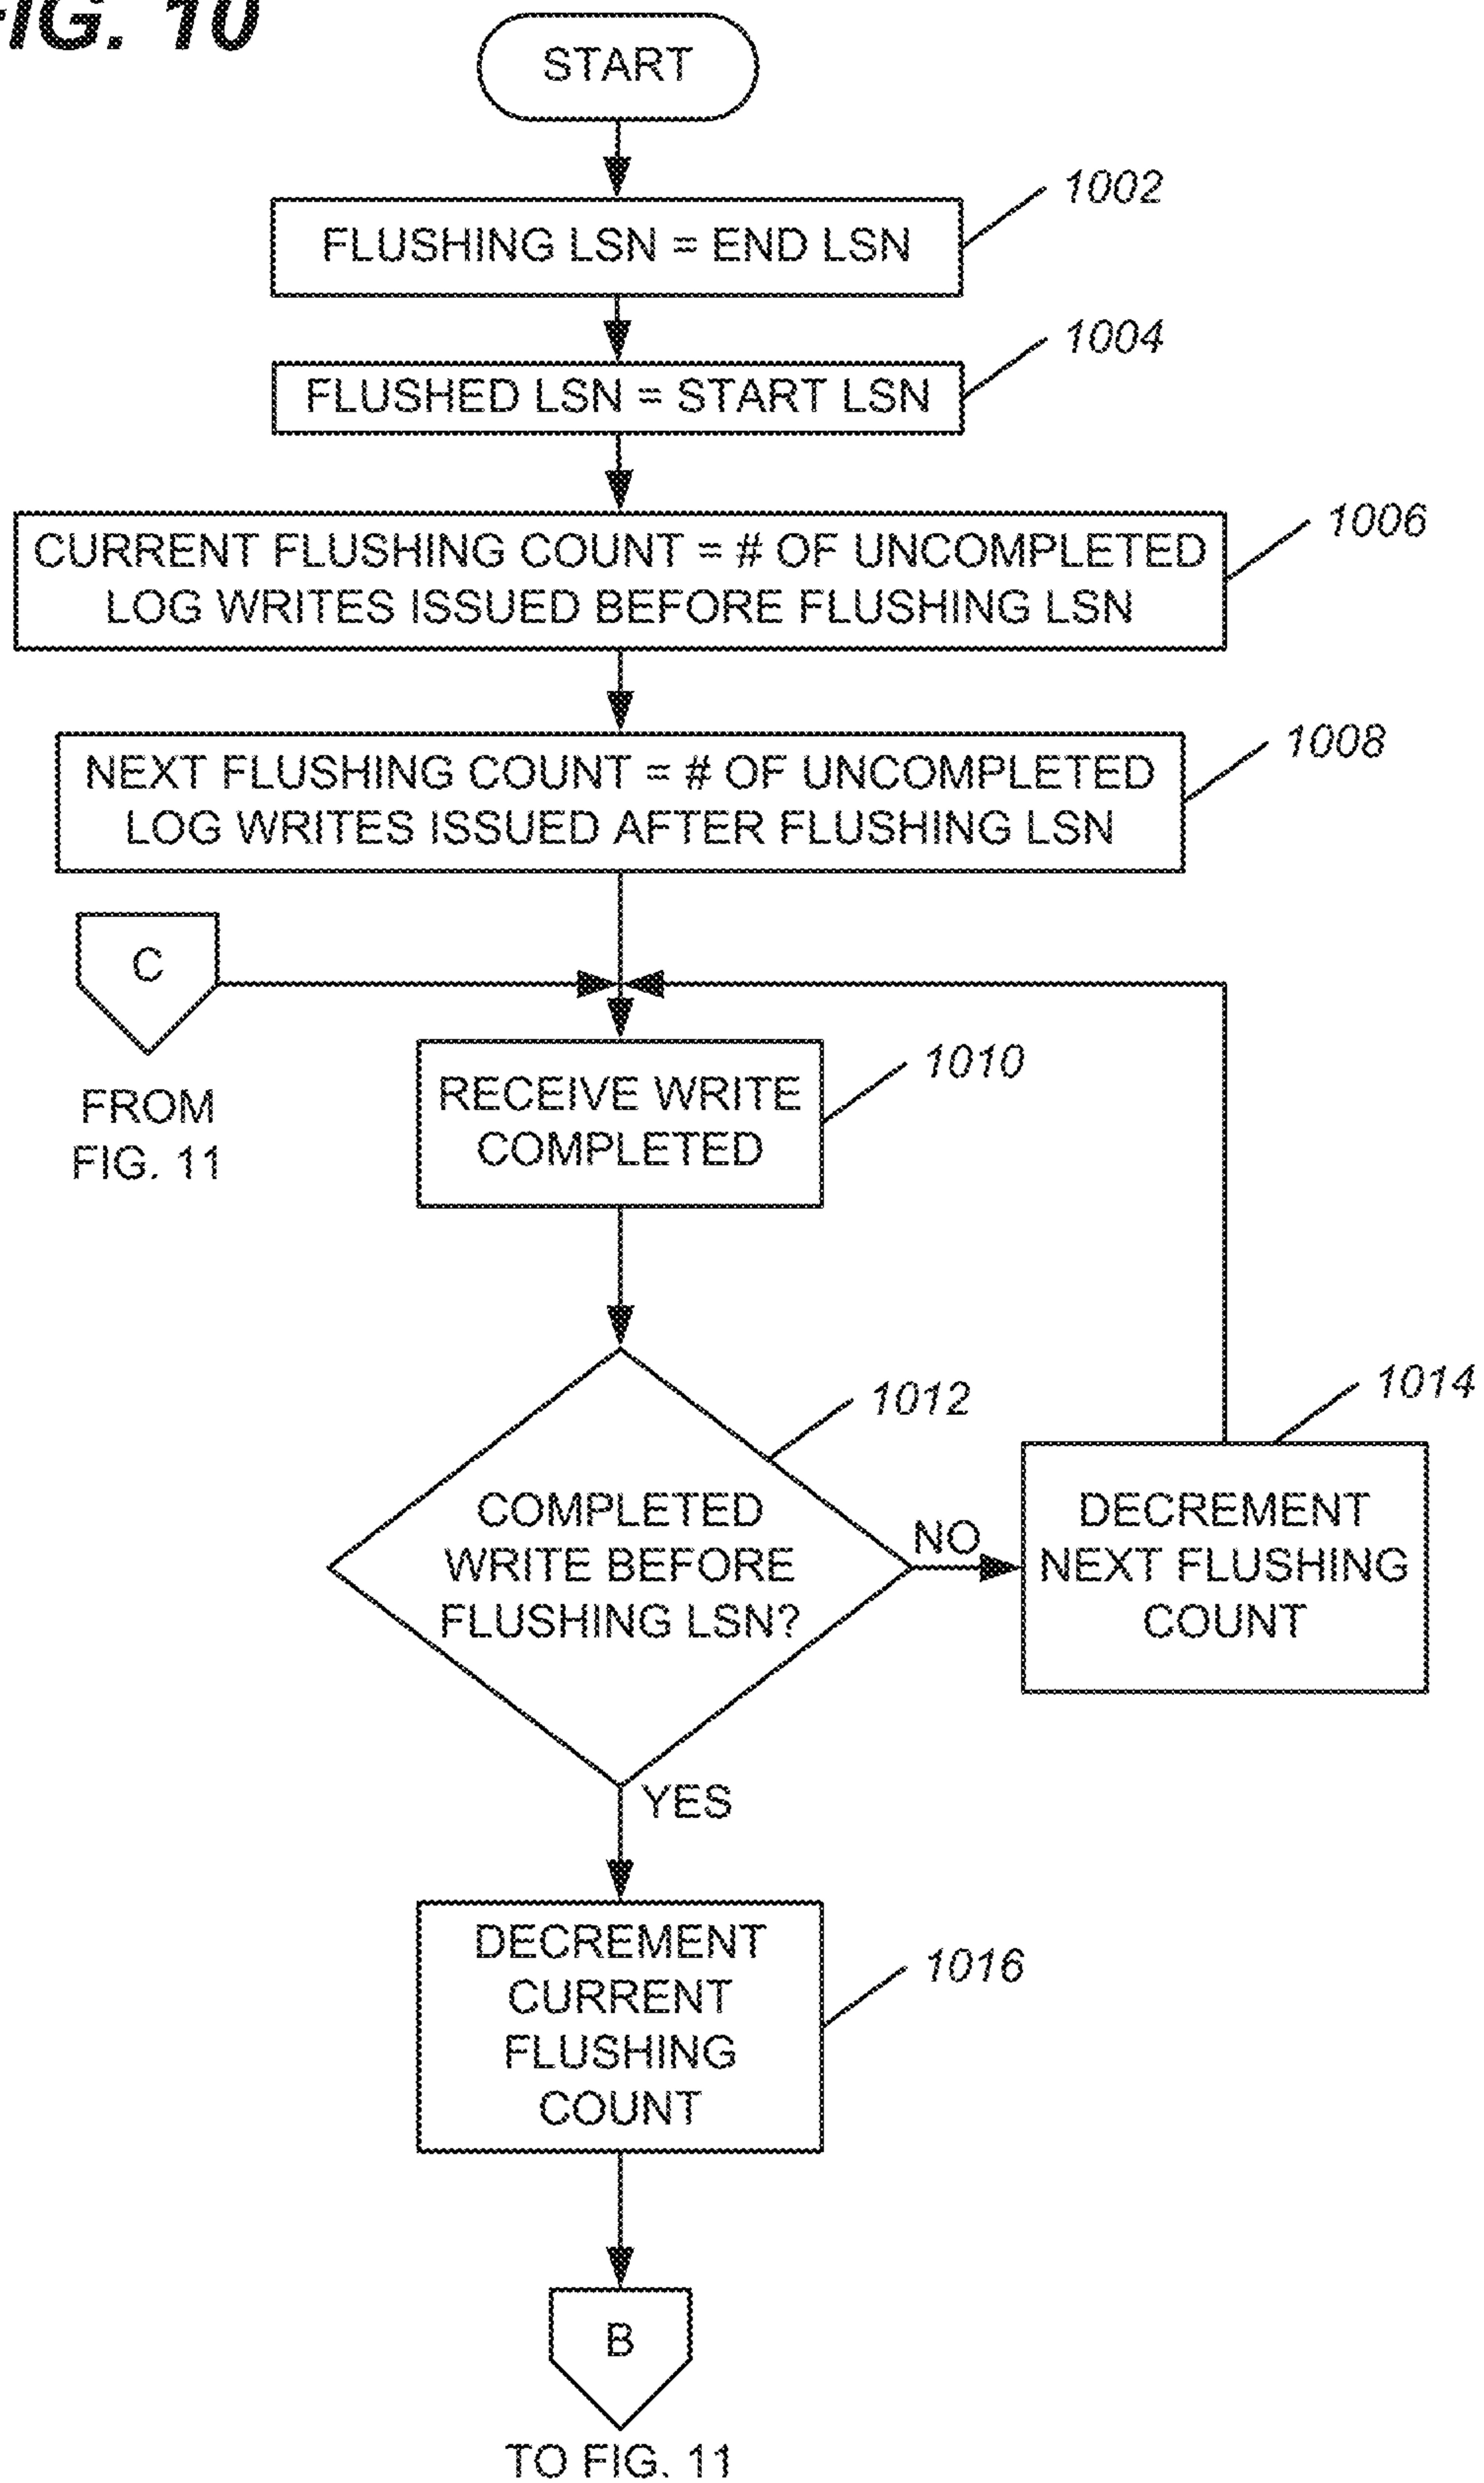 FIG. 10
START
1002
FLUSHING LSN = END LSN
1004
FLUSHED LSN = START LSN
1006
CURRENT FLUSHING COUNT = # OF UNCOMPLETED
LOG WRITES ISSUED BEFORE FLUSHING LSN
1008
NEXT FLUSHING COUNT = # OF UNCOMPLETED
LOG WRITES ISSUED AFTER FLUSHING LSN
C
FROM
FIG. 11
1010
RECEIVE WRITE
COMPLETED
1012
COMPLETED
WRITE BEFORE
FLUSHING LSN?
NO
1014
DECREMENT
NEXT FLUSHING
COUNT
YES
1016
DECREMENT
CURRENT
FLUSHING
COUNT
B
TO FIG. 11